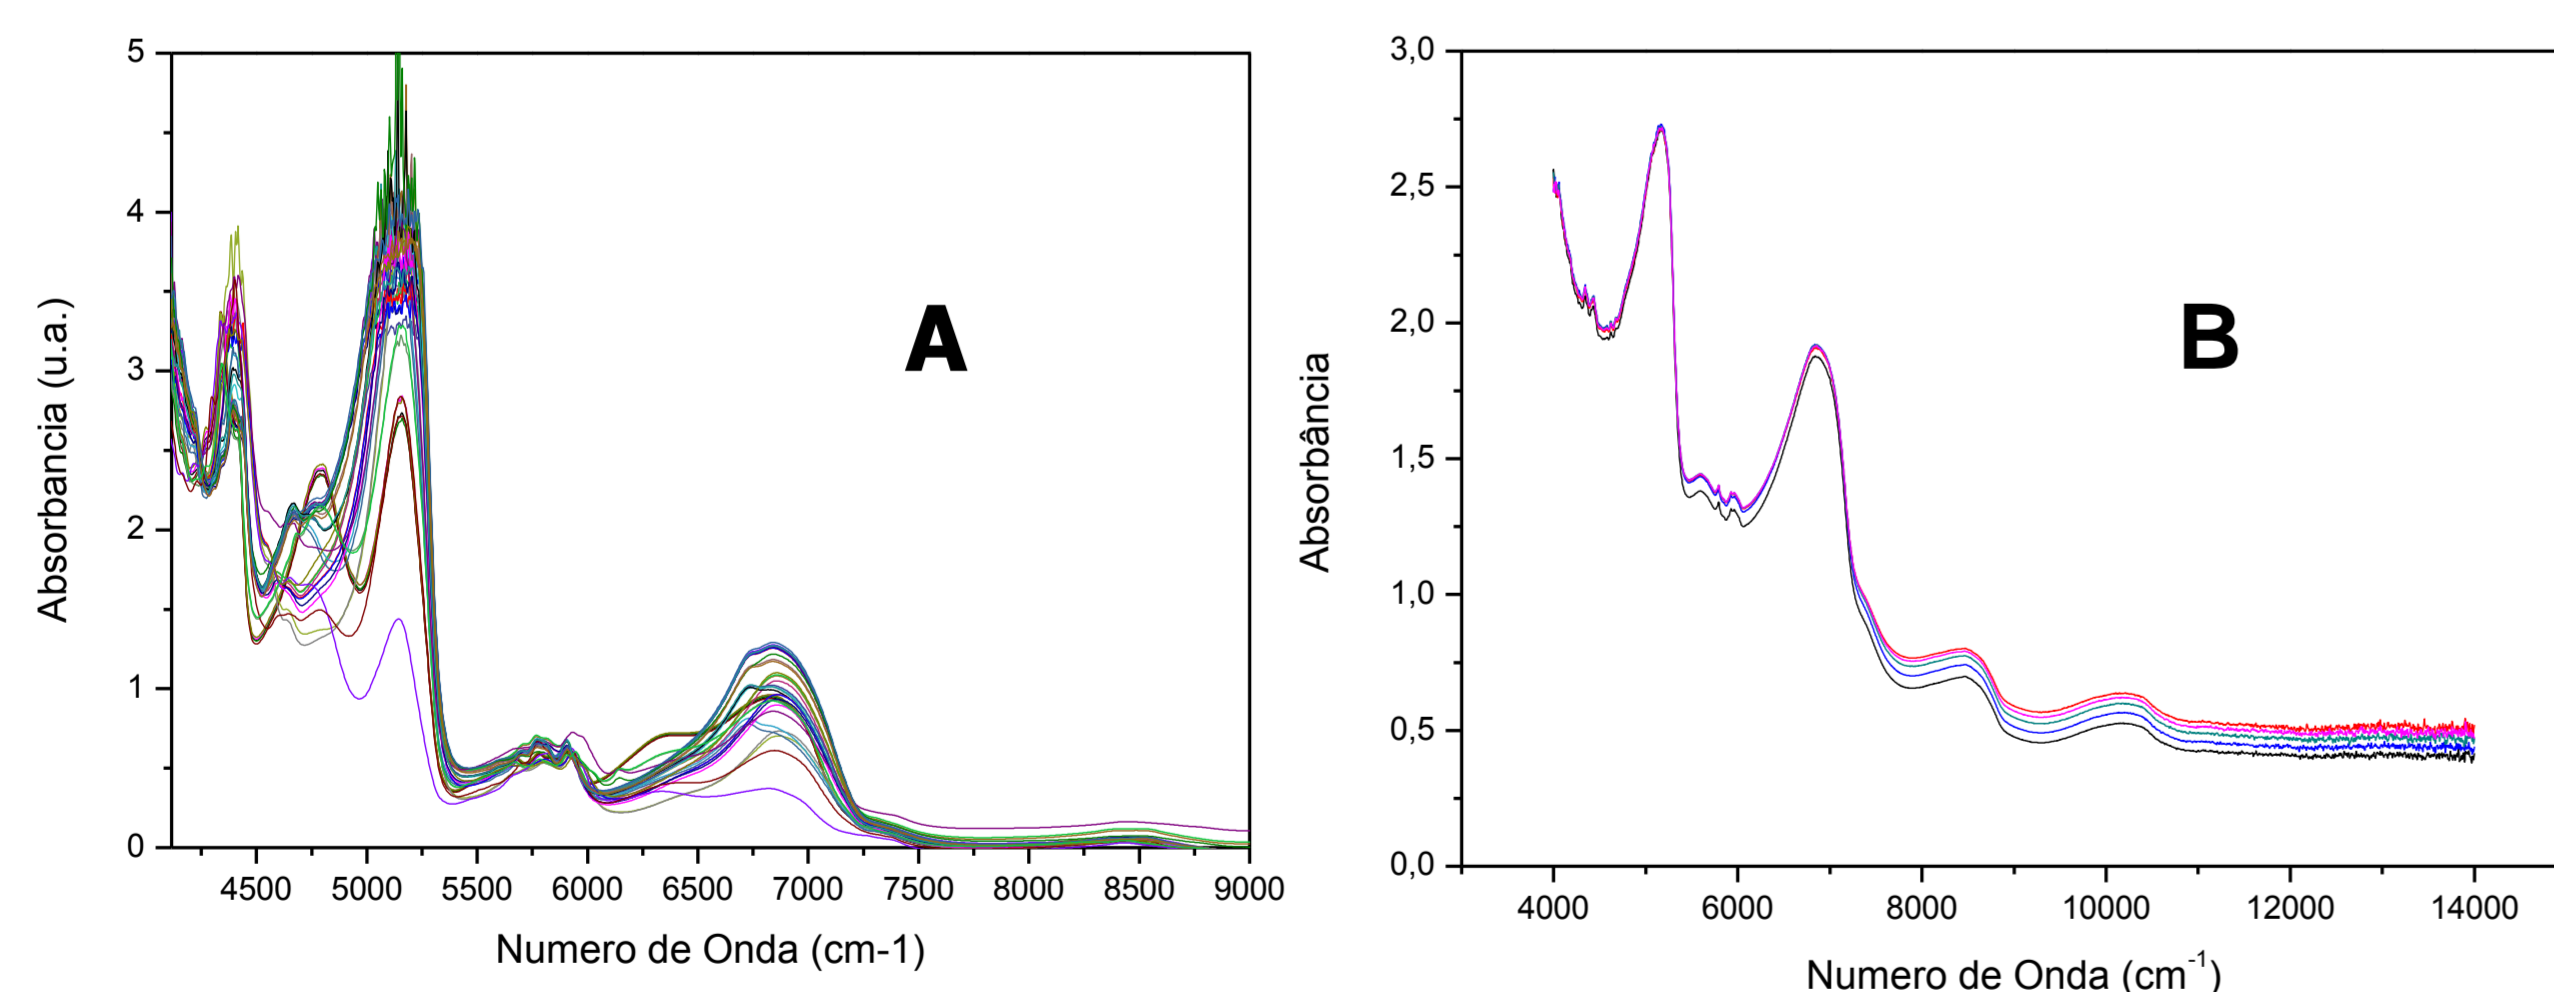 5
4
3
2
1
0
Absorbancia (u.a.)
A
4500 5000 5500 6000 6500 7000 7500 8000 8500 9000
Numero de Onda (cm-1)
3,0
2,5
2,0
1,5
1,0
0,5
0,0
Absorbância
B
4000 6000 8000 10000 12000 14000
Numero de Onda (cm⁻¹)